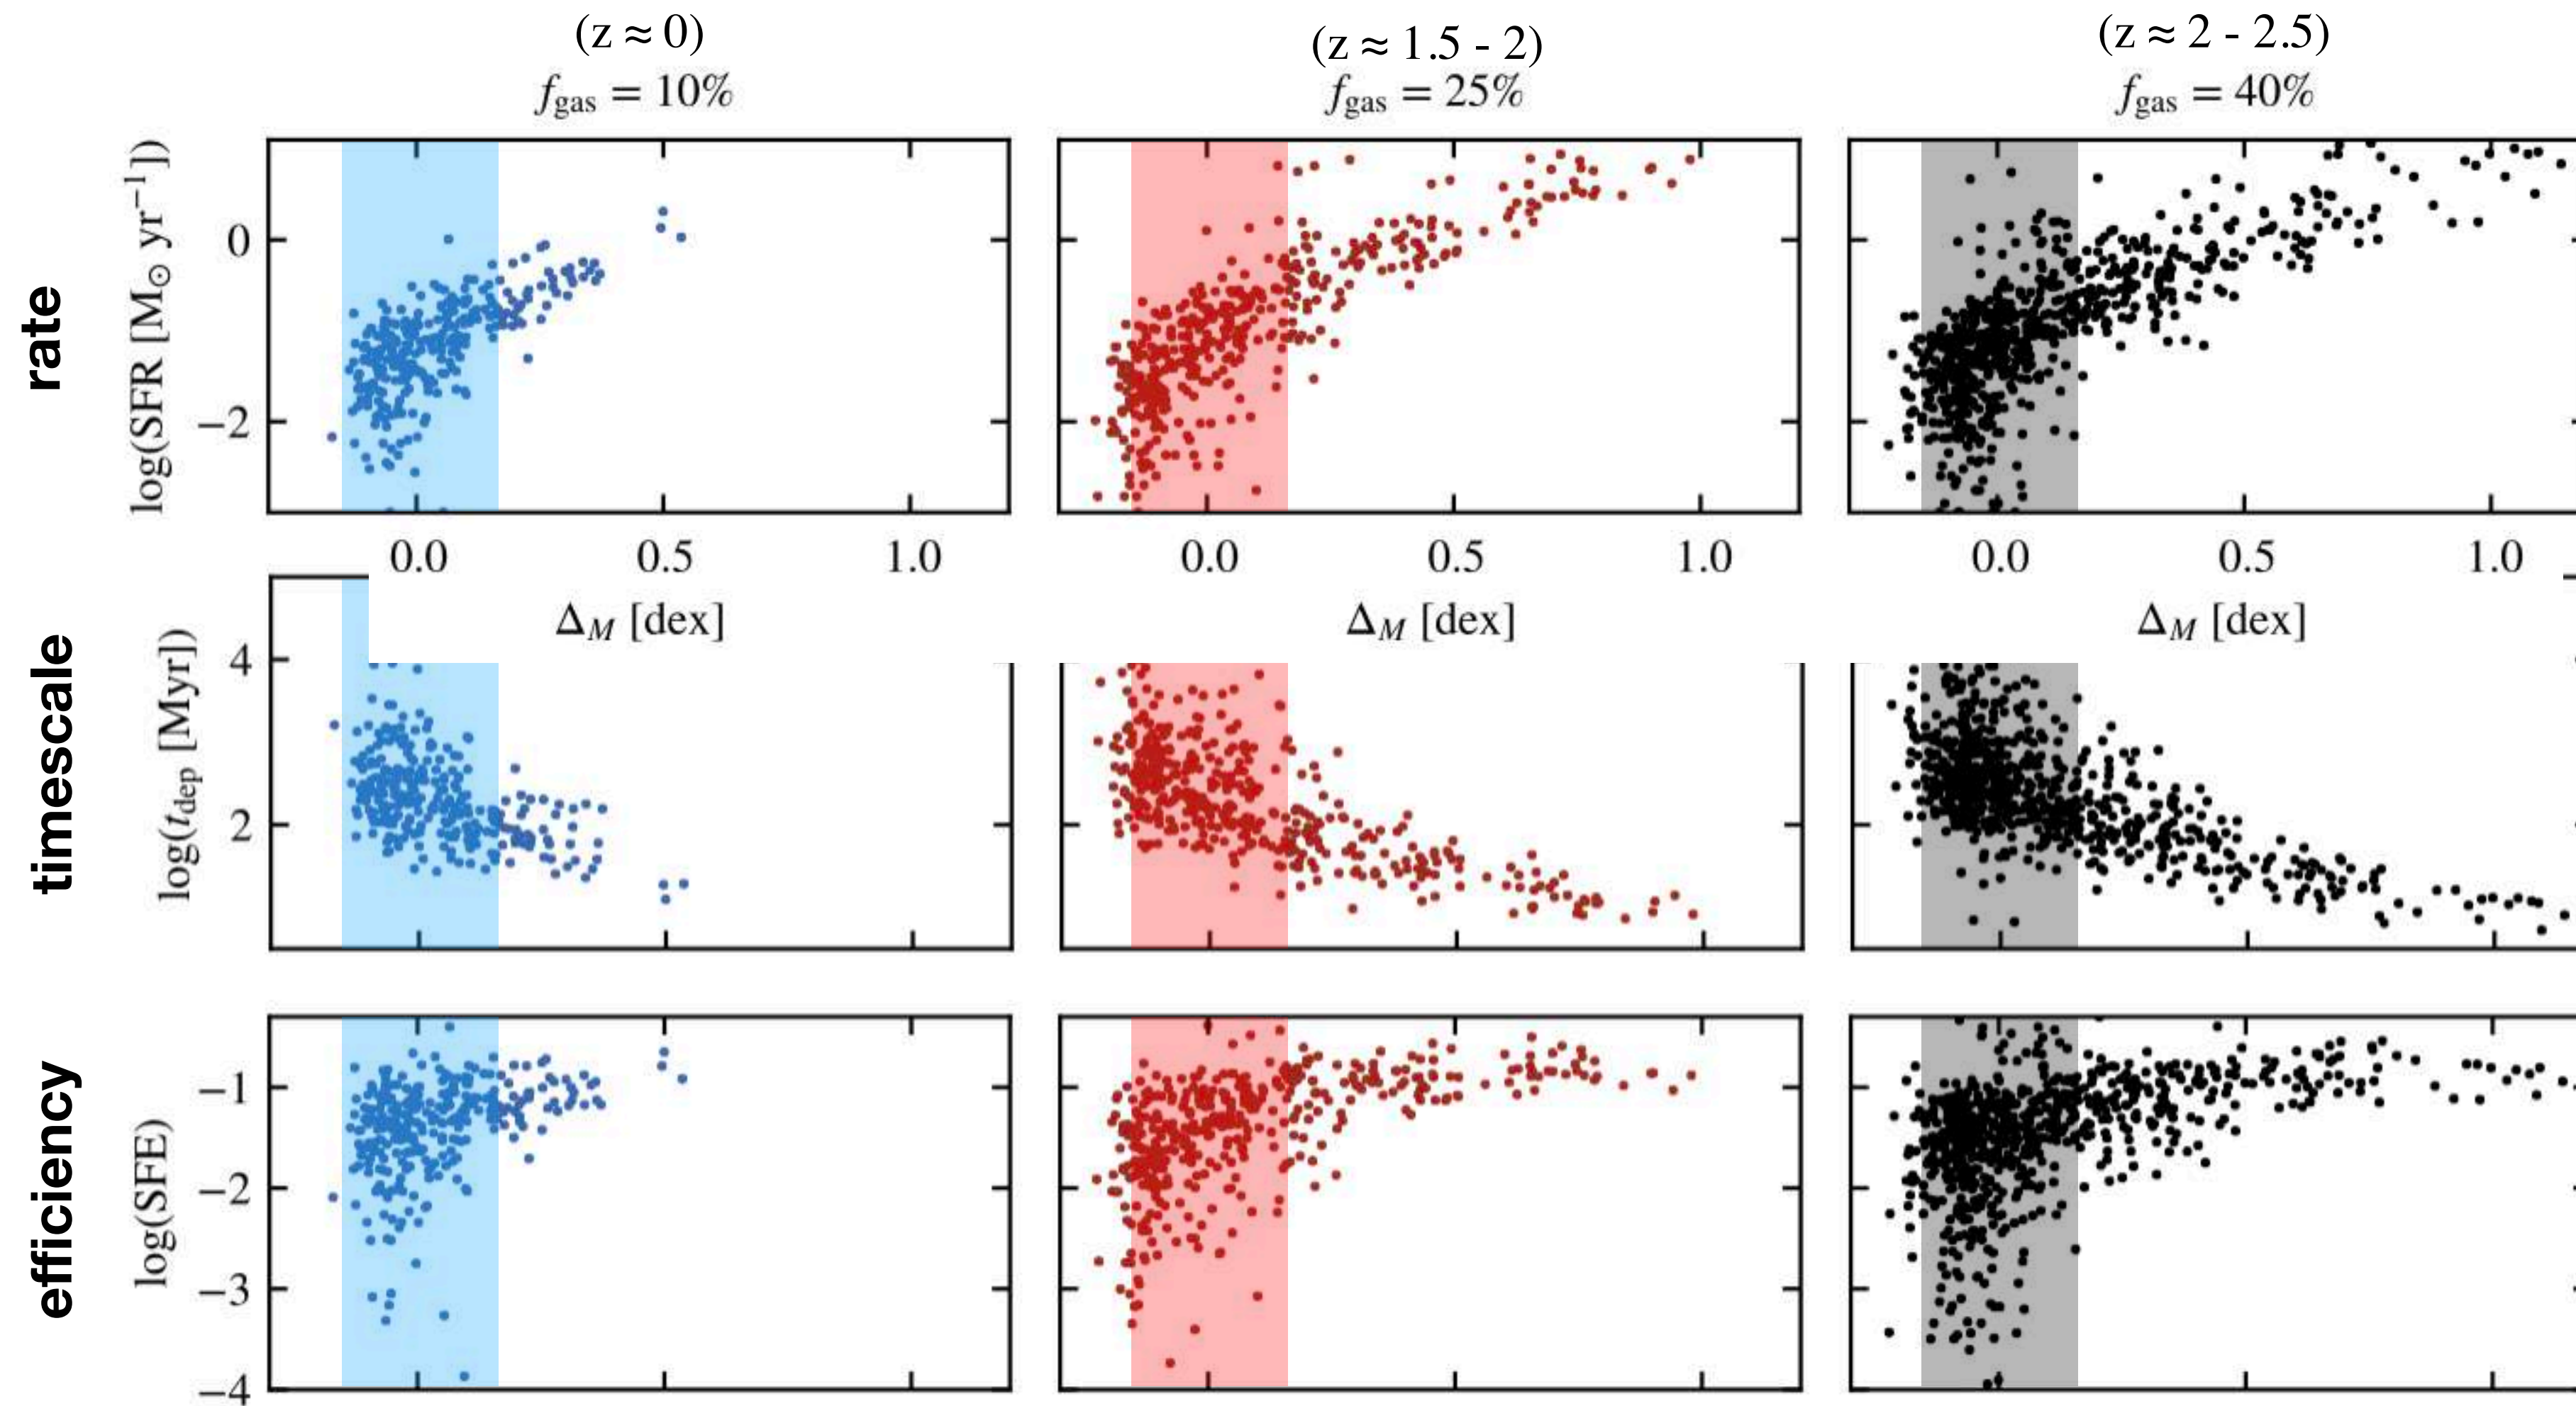 (z ≈ 0)
(z ≈ 1.5 - 2)
(z ≈ 2 - 2.5)
f_gas = 10%
f_gas = 25%
f_gas = 40%
rate
log(SFR [M⊙ yr⁻¹])
0
−2
0.0 0.5 1.0
0.0 0.5 1.0
0.0 0.5 1.0
Δ_M [dex]
Δ_M [dex]
Δ_M [dex]
timescale
log(t_dep [Myr])
4
2
efficiency
log(SFE)
−1
−2
−3
−4